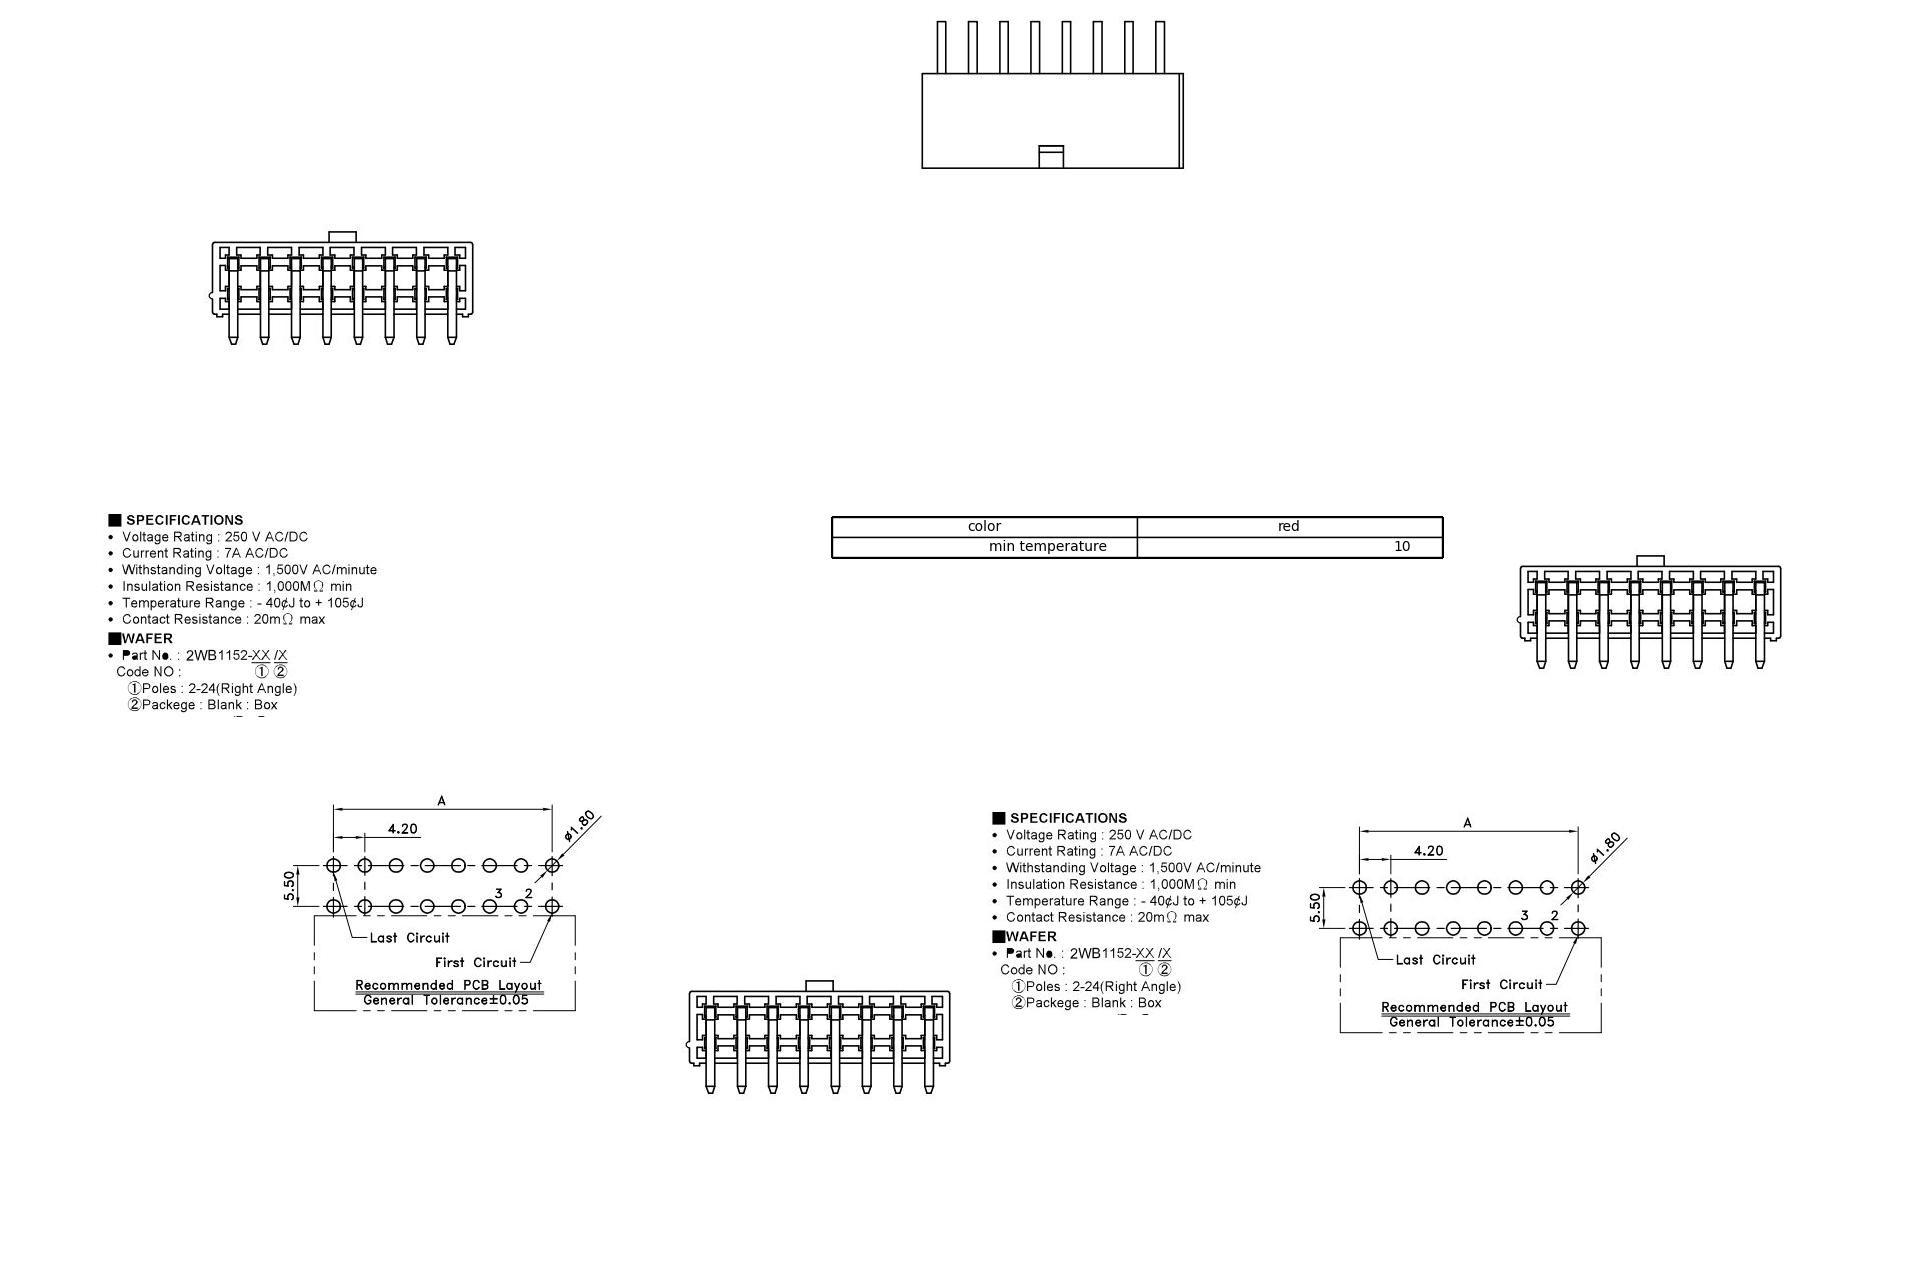 ■ SPECIFICATIONS
• Voltage Rating : 250 V AC/DC
• Current Rating : 7A AC/DC
• Withstanding Voltage : 1,500V AC/minute
• Insulation Resistance : 1,000MΩ min
• Temperature Range : - 40¢J to + 105¢J
• Contact Resistance : 20mΩ max
■WAFER
• Part No. : 2WB1152-XX /X
Code NO : ① ②
①Poles : 2-24(Right Angle)
②Packege : Blank : Box
color red
min temperature 10
A
4.20
ø1.80
5.50
3 2
Last Circuit
First Circuit
Recommended PCB Layout
General Tolerance±0.05
■ SPECIFICATIONS
• Voltage Rating : 250 V AC/DC
• Current Rating : 7A AC/DC
• Withstanding Voltage : 1,500V AC/minute
• Insulation Resistance : 1,000MΩ min
• Temperature Range : - 40¢J to + 105¢J
• Contact Resistance : 20mΩ max
■WAFER
• Part No. : 2WB1152-XX /X
Code NO : ① ②
①Poles : 2-24(Right Angle)
②Packege : Blank : Box
A
4.20
ø1.80
5.50
3 2
Last Circuit
First Circuit
Recommended PCB Layout
General Tolerance±0.05